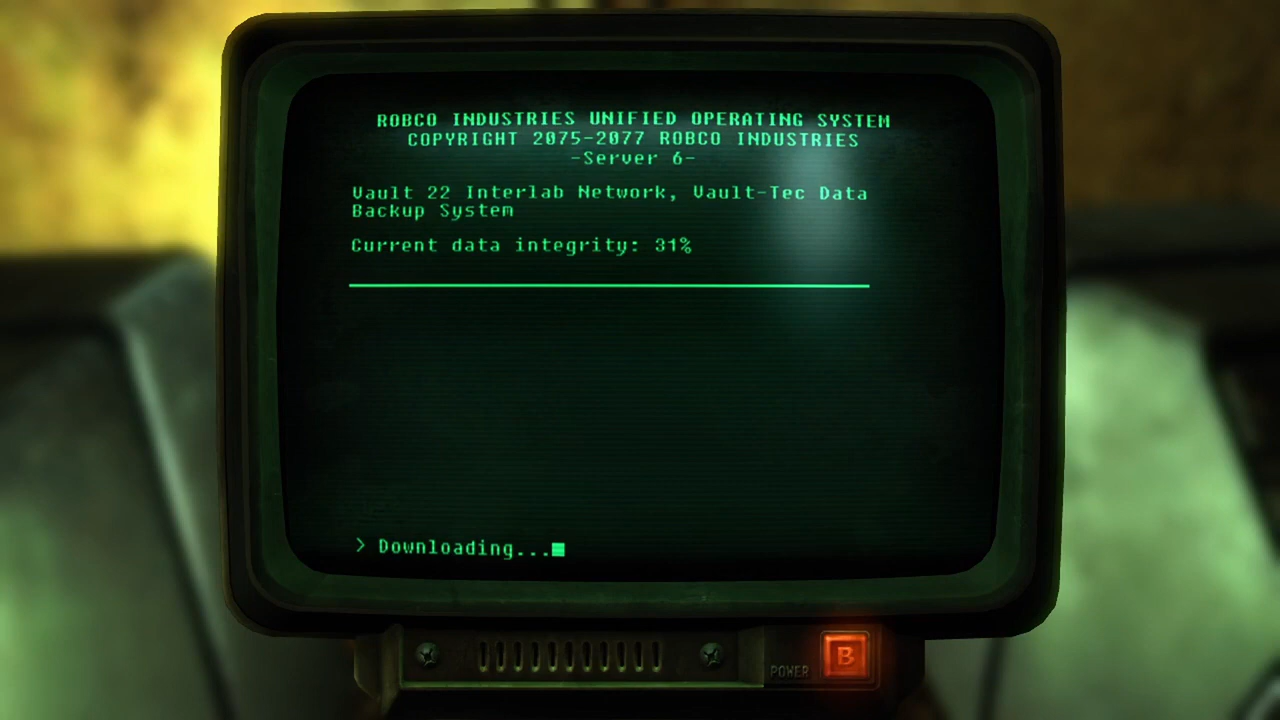 ROBCO INDUSTRIES UNIFIED OPERATING SYSTEM
COPYRIGHT 2075-2077 ROBCO INDUSTRIES
-Server 6-
Vault 22 Interlab Network, Vault-Tec Data
Backup System
Current data integrity: 31%
> Downloading...
POWER
B